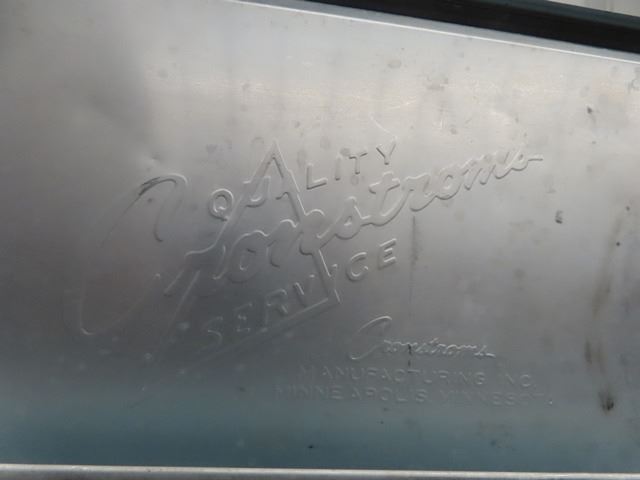 QUALITY
Cronstroms
SERVICE
Cronstroms
MANUFACTURING INC.
MINNEAPOLIS, MINNESOTA